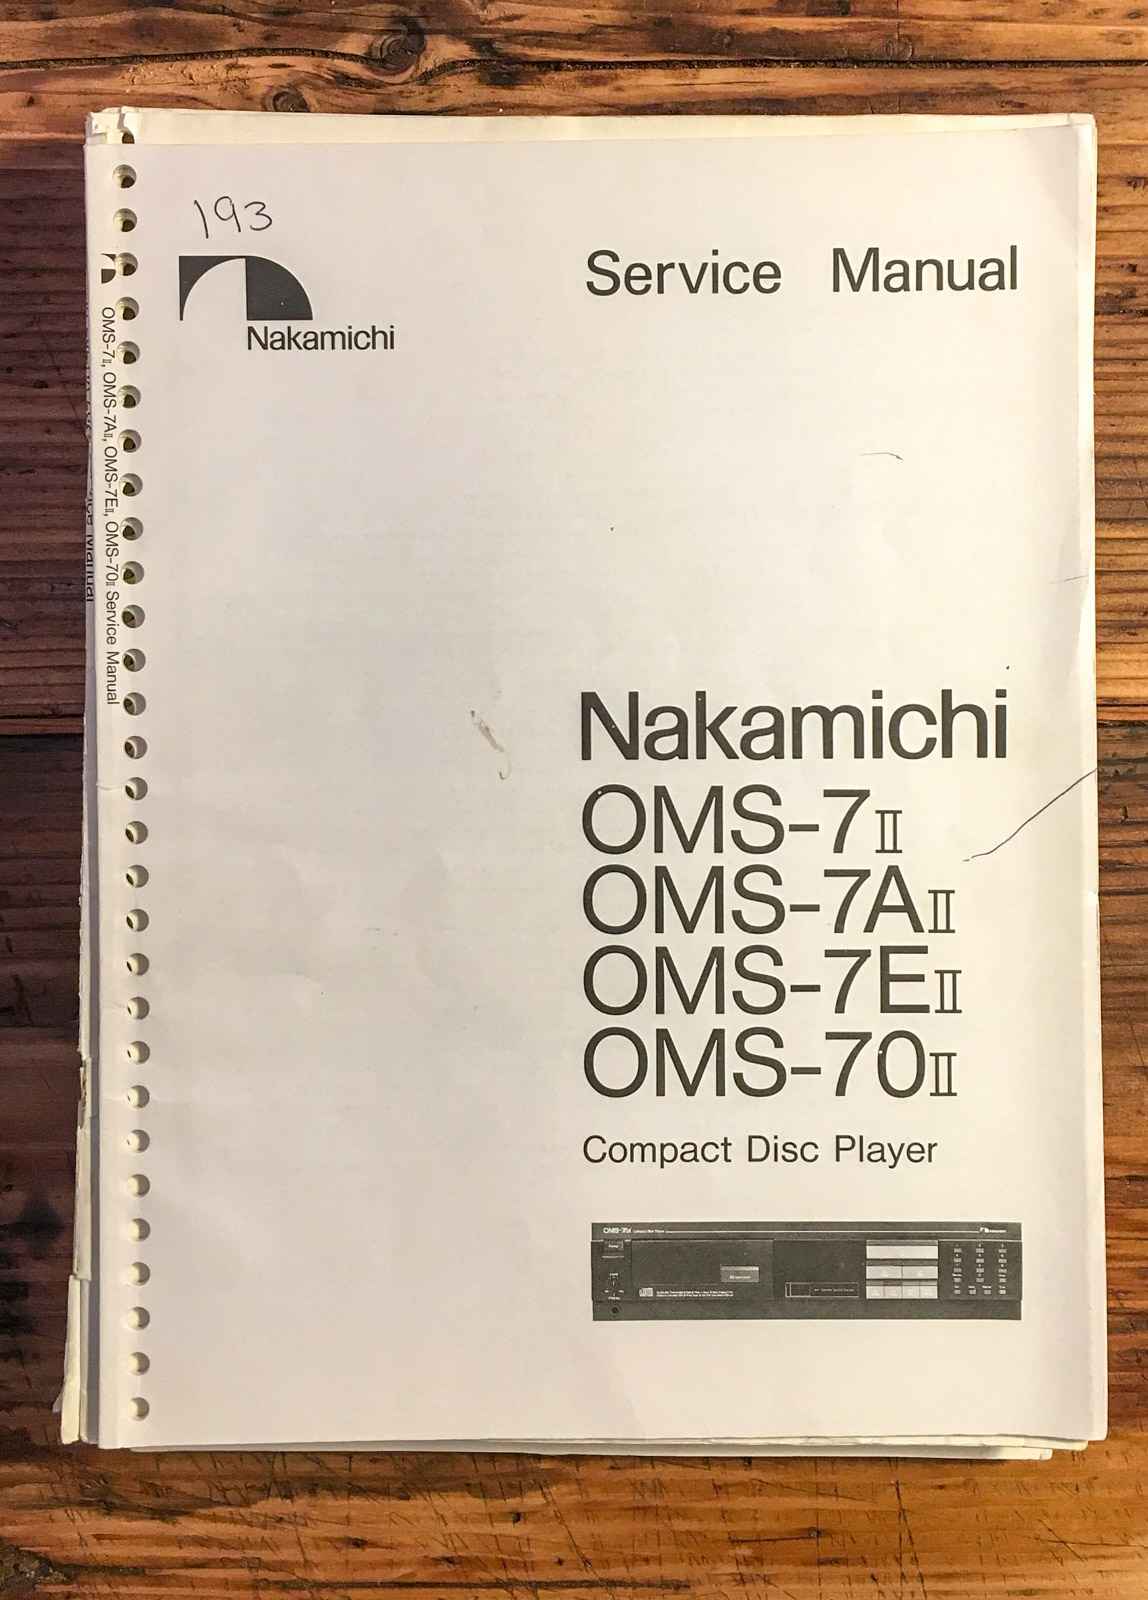 193
Nakamichi
Service Manual
OMS-7II, OMS-7AII, OMS-7EII, OMS-70II Service Manual
Nakamichi
OMS-7II
OMS-7AII
OMS-7EII
OMS-70II
Compact Disc Player